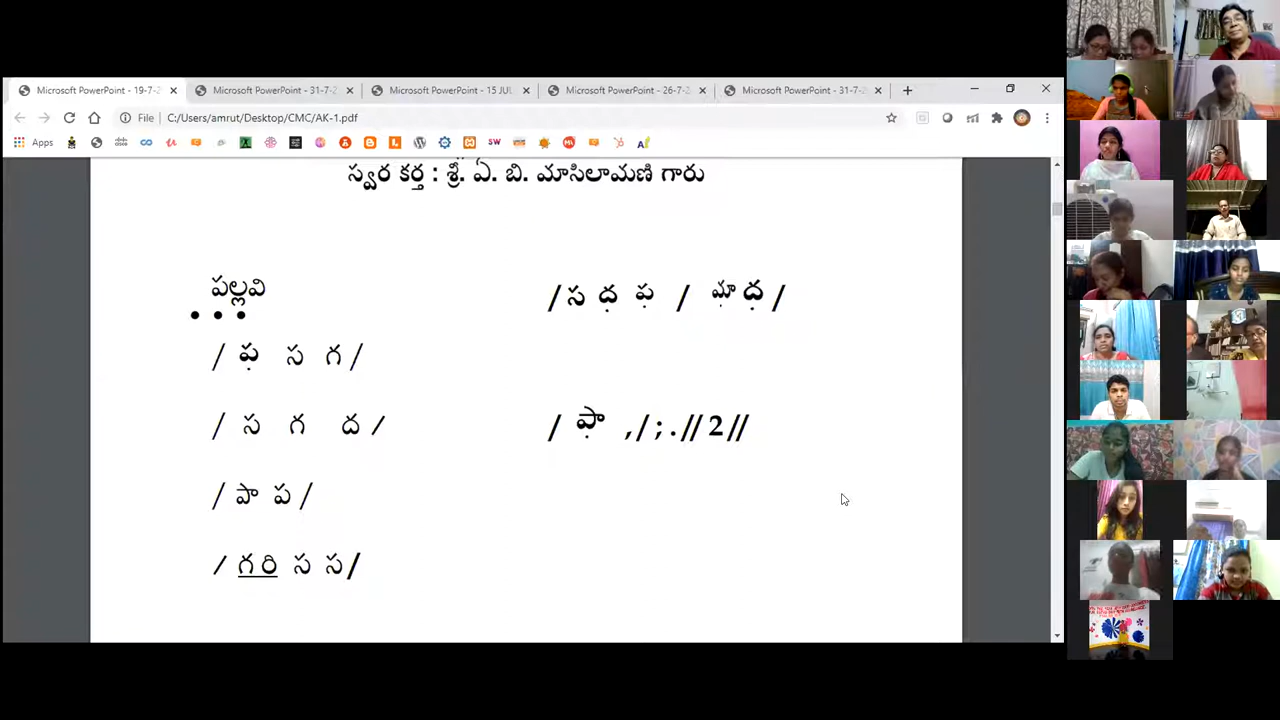 Microsoft PowerPoint - 19-7-2 Microsoft PowerPoint - 31-7-2 Microsoft PowerPoint - 15 JUL Microsoft PowerPoint - 26-7-2 Microsoft PowerPoint - 31-7-2
File C:/Users/amrut/Desktop/CMC/AK-1.pdf
Apps
స్వర కర్త : శ్రీ. ఏ. బి. మాసిలామణి గారు
పల్లవి
• • •
/ ప̣ స గ /
/ స గ ద /
/ పా ప /
/ గరి స స/
/ స ద̣ ప̣ / మా̣ ద̣ /
/ పా̣ , / ; . // 2 //